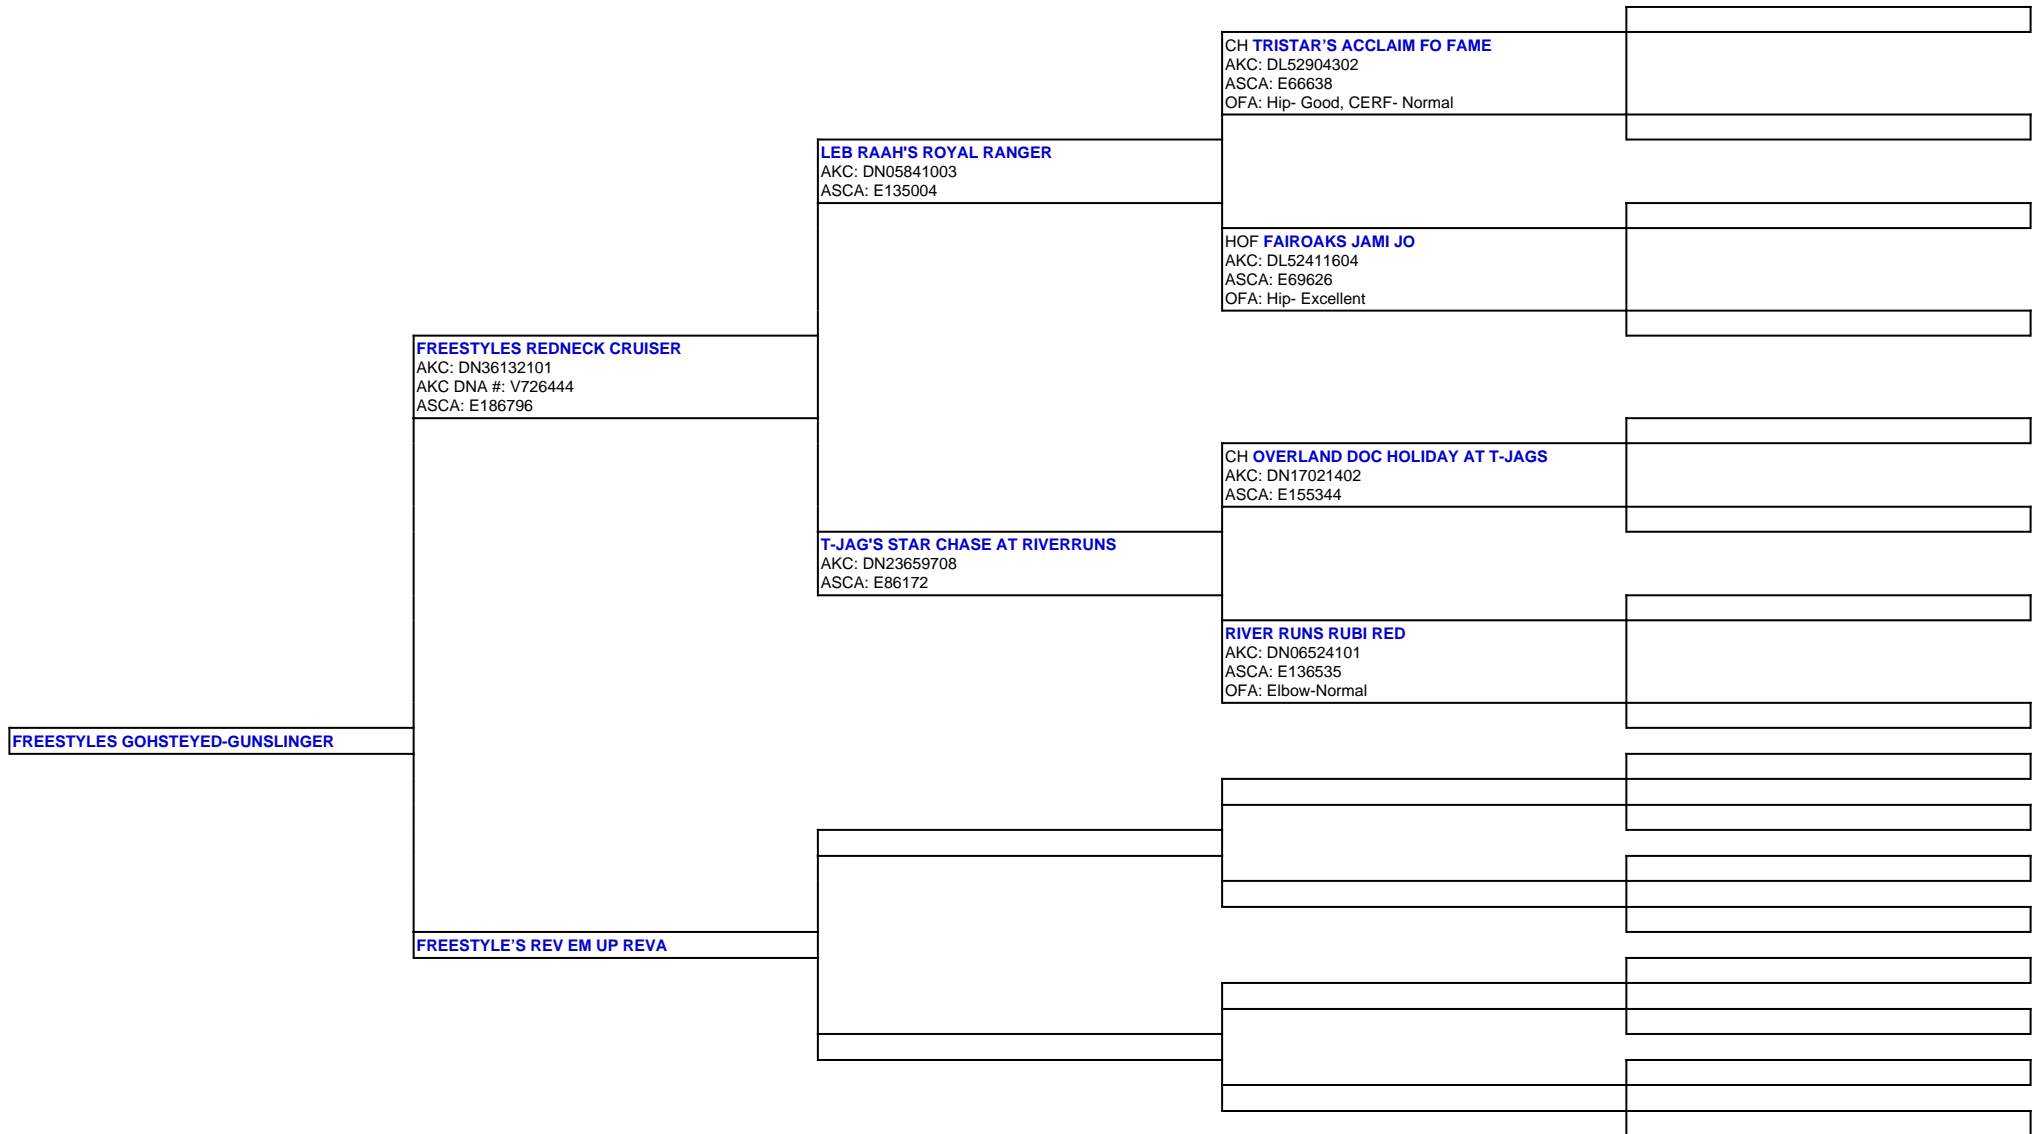 CH TRISTAR’S ACCLAIM FO FAME
AKC: DL52904302
ASCA: E66638
OFA: Hip- Good, CERF- Normal
LEB RAAH'S ROYAL RANGER
AKC: DN05841003
ASCA: E135004
HOF FAIROAKS JAMI JO
AKC: DL52411604
ASCA: E69626
OFA: Hip- Excellent
FREESTYLES REDNECK CRUISER
AKC: DN36132101
AKC DNA #: V726444
ASCA: E186796
CH OVERLAND DOC HOLIDAY AT T-JAGS
AKC: DN17021402
ASCA: E155344
T-JAG'S STAR CHASE AT RIVERRUNS
AKC: DN23659708
ASCA: E86172
RIVER RUNS RUBI RED
AKC: DN06524101
ASCA: E136535
OFA: Elbow-Normal
FREESTYLES GOHSTEYED-GUNSLINGER
FREESTYLE’S REV EM UP REVA